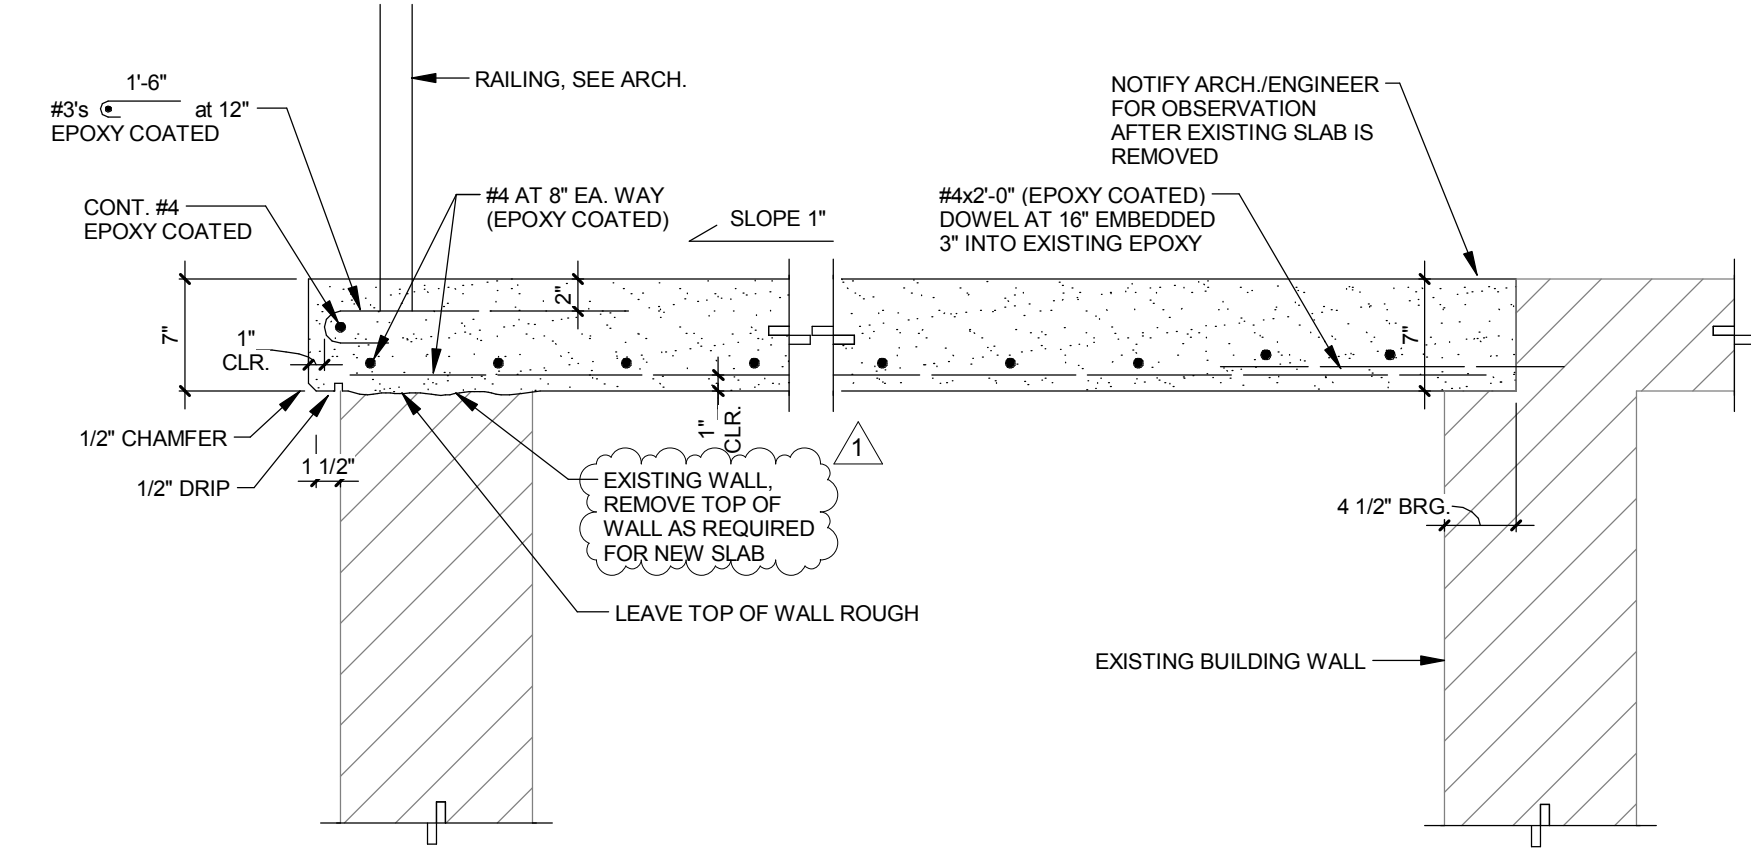 1'-6"
#3's at 12"
EPOXY COATED
RAILING, SEE ARCH.
NOTIFY ARCH./ENGINEER
FOR OBSERVATION
AFTER EXISTING SLAB IS
REMOVED
CONT. #4
EPOXY COATED
#4 AT 8" EA. WAY
(EPOXY COATED)
SLOPE 1"
#4x2'-0" (EPOXY COATED)
DOWEL AT 16" EMBEDDED
3" INTO EXISTING EPOXY
7"
2"
7"
1"
CLR.
1"
CLR.
1/2" CHAMFER
1 1/2"
1/2" DRIP
1
EXISTING WALL,
REMOVE TOP OF
WALL AS REQUIRED
FOR NEW SLAB
4 1/2" BRG.
LEAVE TOP OF WALL ROUGH
EXISTING BUILDING WALL